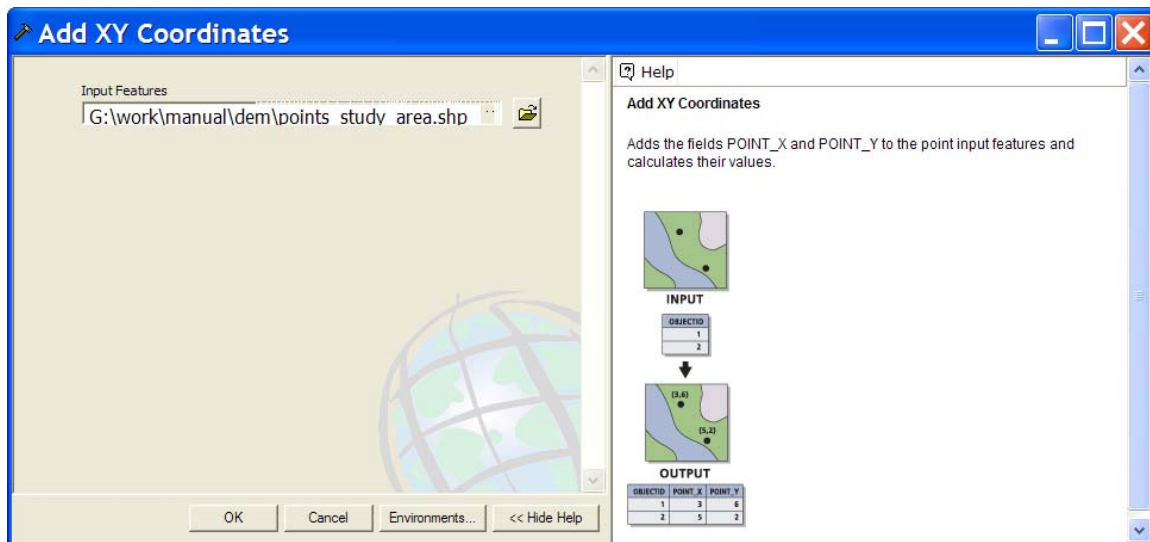 Add XY Coordinates
Input Features
G:\work\manual\dem\points_study_area.shp
OK
Cancel
Environments...
<< Hide Help
Help
Add XY Coordinates
Adds the fields POINT_X and POINT_Y to the point input features and
calculates their values.
INPUT
OBJECTID
1
2
(3,6)
(5,2)
OUTPUT
OBJECTID POINT_X POINT_Y
1 3 6
2 5 2